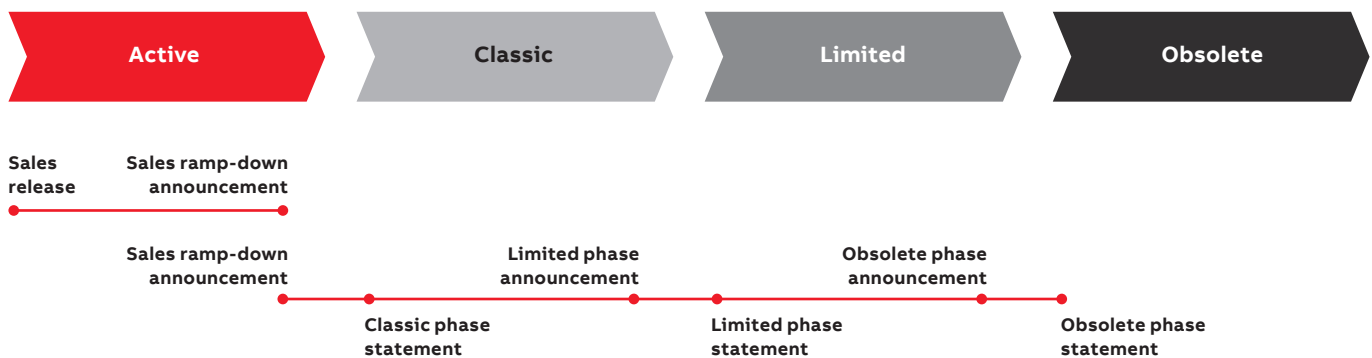 Active
Classic
Limited
Obsolete
Sales
release
Sales ramp-down
announcement
Sales ramp-down
announcement
Limited phase
announcement
Obsolete phase
announcement
Classic phase
statement
Limited phase
statement
Obsolete phase
statement